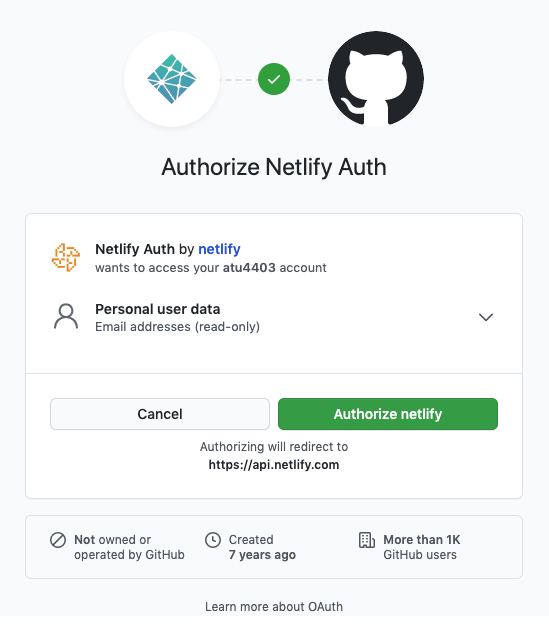 Authorize Netlify Auth
Netlify Auth by netlify
wants to access your atu4403 account
Personal user data
Email addresses (read-only)
Cancel
Authorize netlify
Authorizing will redirect to
https://api.netlify.com
Not owned or
operated by GitHub
Created
7 years ago
More than 1K
GitHub users
Learn more about OAuth